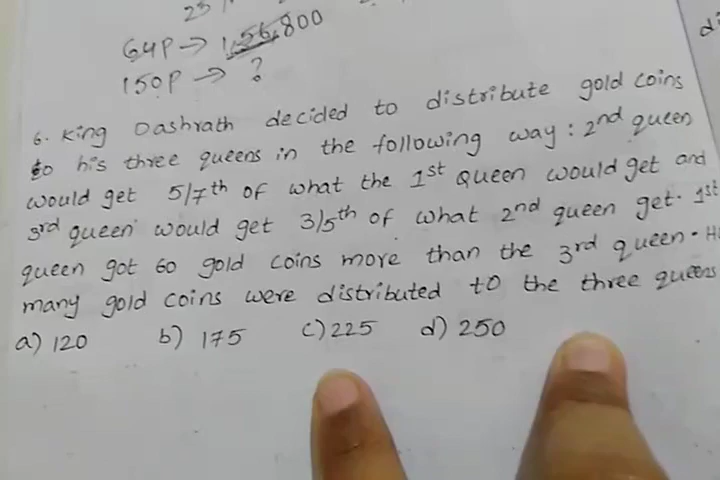 25
64P → 1,56,800
150P → ?
di
6. King Dashrath decided to distribute gold coins
to his three queens in the following way: 2nd queen
would get 5/7th of what the 1st Queen would get and
3rd queen would get 3/5th of what 2nd queen get. 1st
queen got 60 gold coins more than the 3rd queen. H
many gold coins were distributed to the three queens
a) 120 b) 175 c) 225 d) 250